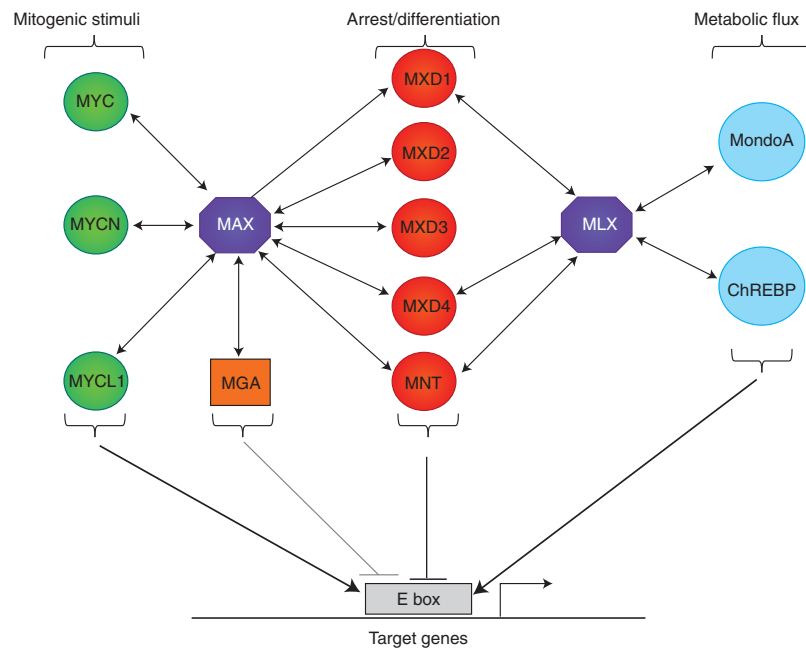 Mitogenic stimuli
Arrest/differentiation
Metabolic flux
MYC
MXD1
MXD2
MondoA
MYCN
MAX
MXD3
MLX
MXD4
ChREBP
MYCL1
MGA
MNT
E box
Target genes